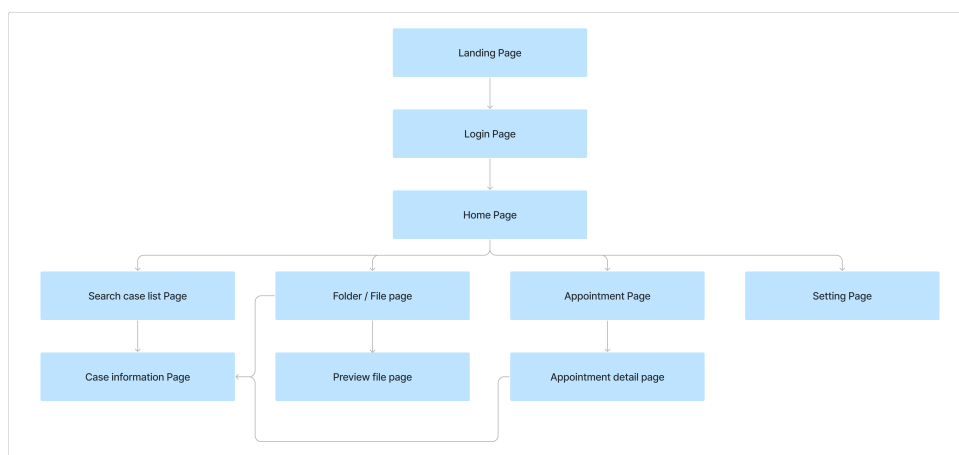 Landing Page
Login Page
Home Page
Search case list Page
Folder / File page
Appointment Page
Setting Page
Case information Page
Preview file page
Appointment detail page